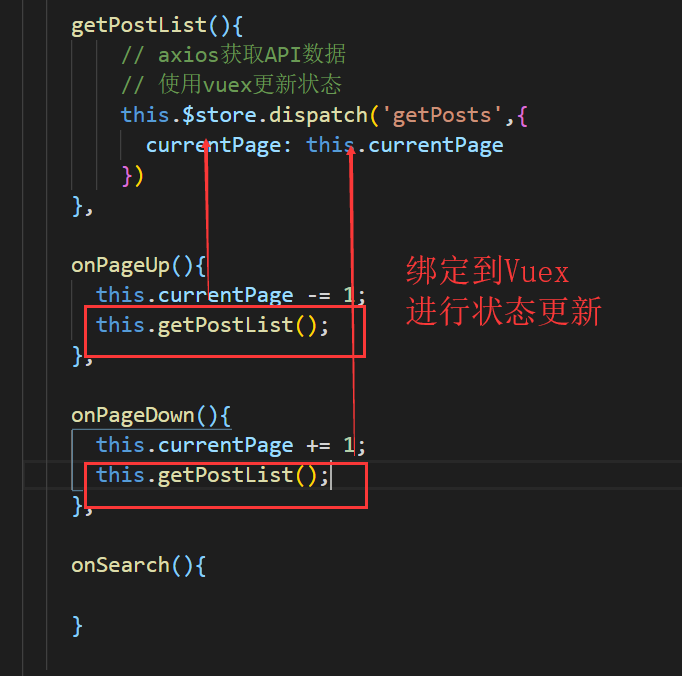 getPostList(){
// axios获取API数据
// 使用vuex更新状态
this.$store.dispatch('getPosts',{
currentPage: this.currentPage
})
},
onPageUp(){
this.currentPage -= 1;
this.getPostList();
},
绑定到Vuex
进行状态更新
onPageDown(){
this.currentPage += 1;
this.getPostList();
},
onSearch(){
}